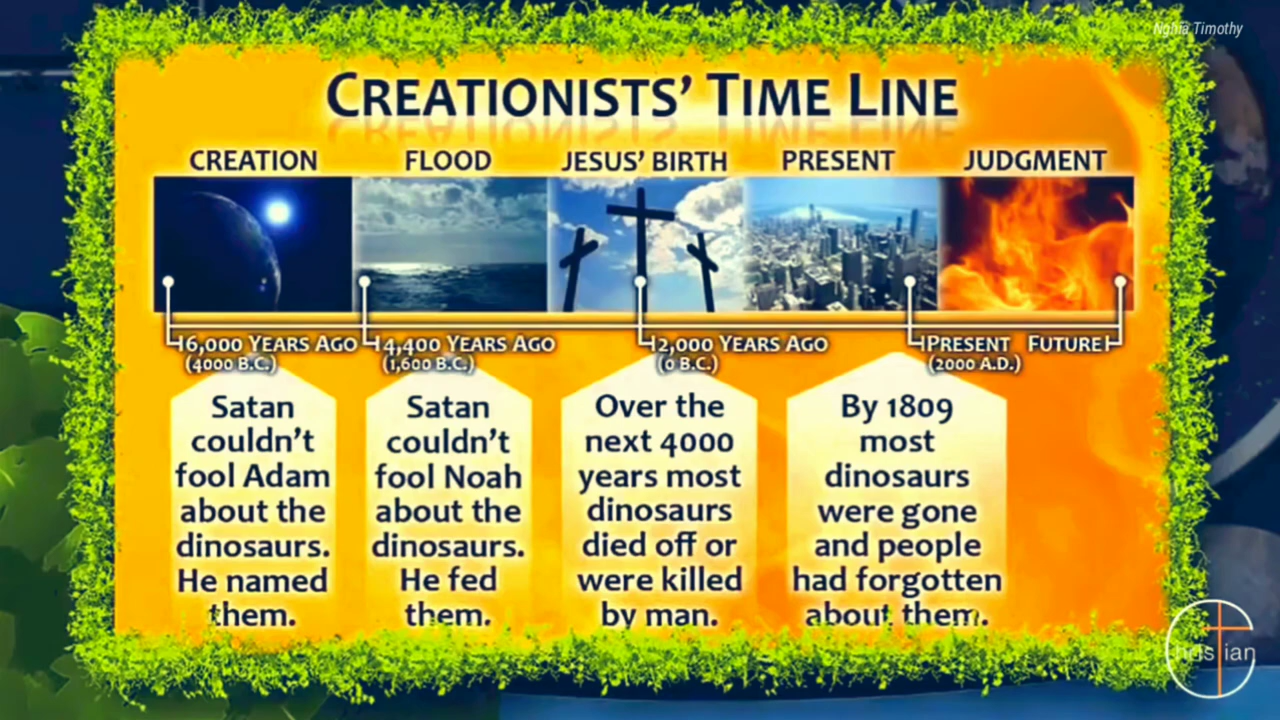 Nghia Timothy
CREATIONISTS' TIME LINE
CREATION FLOOD JESUS' BIRTH PRESENT JUDGMENT
6,000 YEARS AGO 4,400 YEARS AGO 2,000 YEARS AGO PRESENT FUTURE
(4000 B.C.) (1,600 B.C.) (0 B.C.) (2000 A.D.)
Satan
couldn't
fool Adam
about the
dinosaurs.
He named
them.
Satan
couldn't
fool Noah
about the
dinosaurs.
He fed
them.
Over the
next 4000
years most
dinosaurs
died off or
were killed
by man.
By 1809
most
dinosaurs
were gone
and people
had forgotten
about them.
Christian